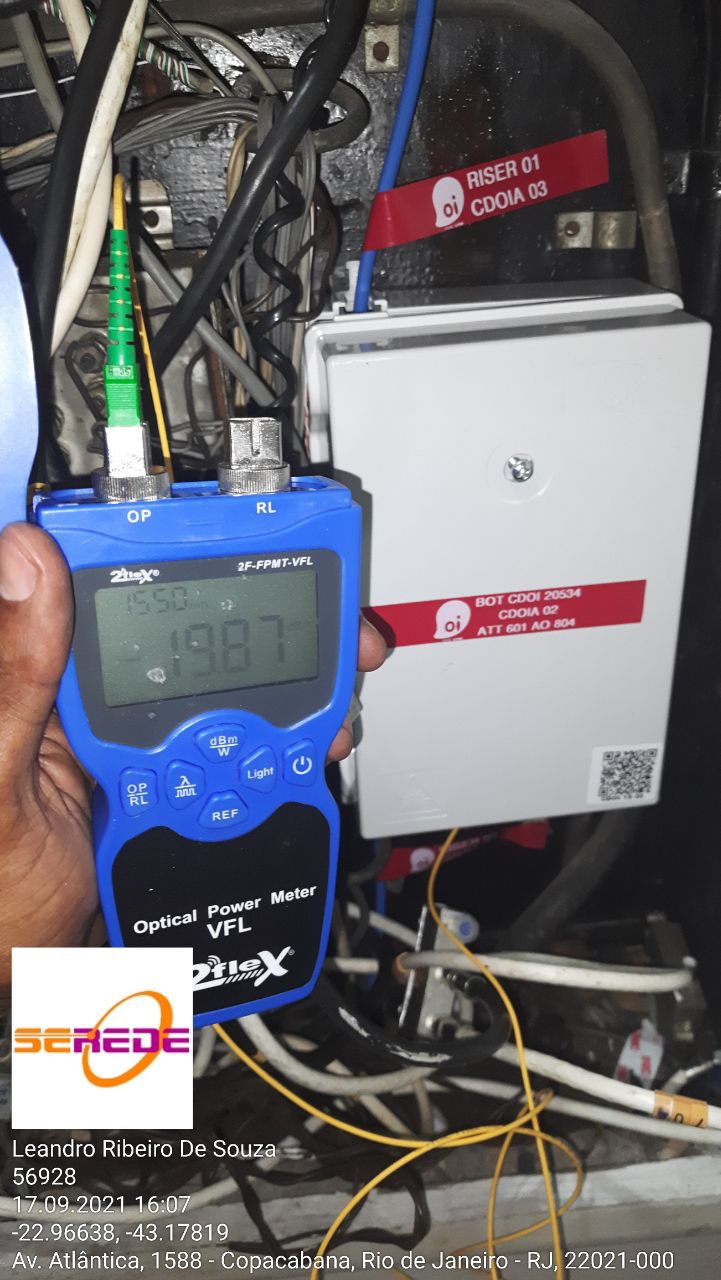 RISER 01
CDOIA 03
oi
OP
RL
2fleX®
2F-FPMT-VFL
1550
-19.87
oi
BOT CDOI 20534
CDOIA 02
ATT 601 AO 804
dBm
W
OP
RL
λ
Light
REF
Optical Power Meter
VFL
2fleX®
RISER
SEREDE
Leandro Ribeiro De Souza
56928
17.09.2021 16:07
-22.96638, -43.17819
Av. Atlântica, 1588 - Copacabana, Rio de Janeiro - RJ, 22021-000